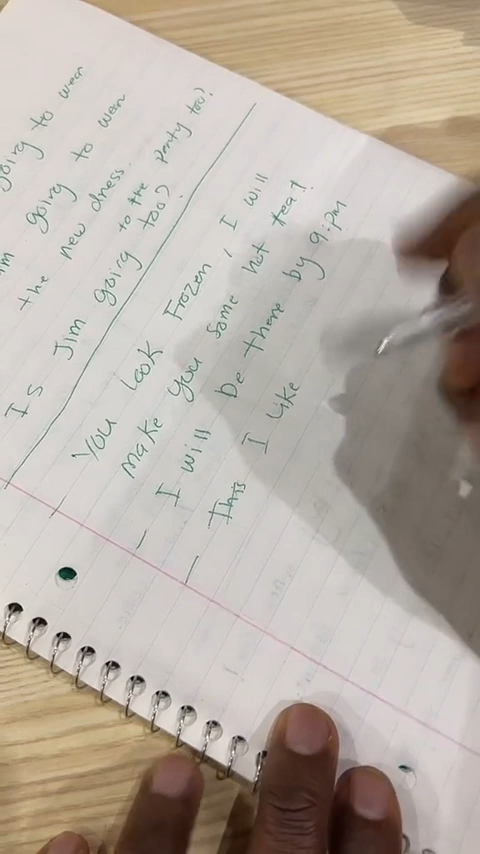 going to wear
going to wear
the new dress.
Is Jim going to the party too?
too?
- You look Frozen, I will
make you some hot tea!
- I will be there by 9:pm
- this I like